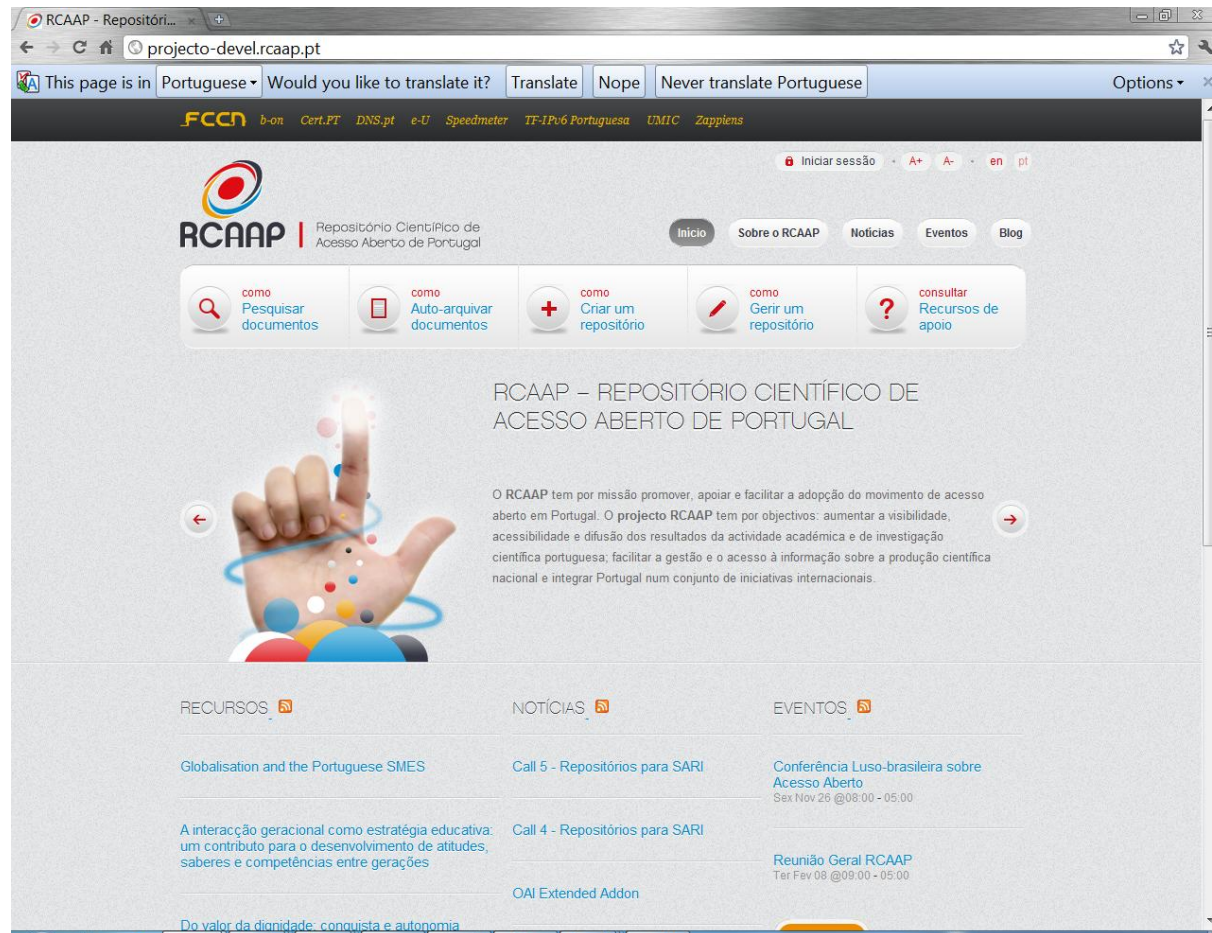 RCAAP - Repositóri...
projecto-devel.rcaap.pt
This page is in Portuguese Would you like to translate it? Translate Nope Never translate Portuguese Options
FCCN b-on Cert.PT DNS.pt e-U Speedmeter TF-IPv6 Portuguesa UMIC Zappiens
Iniciar sessão A+ A- en pt
RCAAP Repositório Científico de
Acesso Aberto de Portugal
Início Sobre o RCAAP Noticias Eventos Blog
como
Pesquisar
documentos
como
Auto-arquivar
documentos
como
Criar um
repositório
como
Gerir um
repositório
consultar
Recursos de
apoio
RCAAP – REPOSITÓRIO CIENTÍFICO DE
ACESSO ABERTO DE PORTUGAL
O RCAAP tem por missão promover, apoiar e facilitar a adopção do movimento de acesso
aberto em Portugal. O projecto RCAAP tem por objectivos: aumentar a visibilidade,
acessibilidade e difusão dos resultados da actividade académica e de investigação
científica portuguesa; facilitar a gestão e o acesso à informação sobre a produção científica
nacional e integrar Portugal num conjunto de iniciativas internacionais.
RECURSOS
Globalisation and the Portuguese SMES
A interacção geracional como estratégia educativa:
um contributo para o desenvolvimento de atitudes,
saberes e competências entre gerações
Do valor da dignidade: conquista e autonomia
NOTÍCIAS
Call 5 - Repositórios para SARI
Call 4 - Repositórios para SARI
OAI Extended Addon
EVENTOS
Conferência Luso-brasileira sobre
Acesso Aberto
Sex Nov 26 @08:00 - 05:00
Reunião Geral RCAAP
Ter Fev 08 @09:00 - 05:00